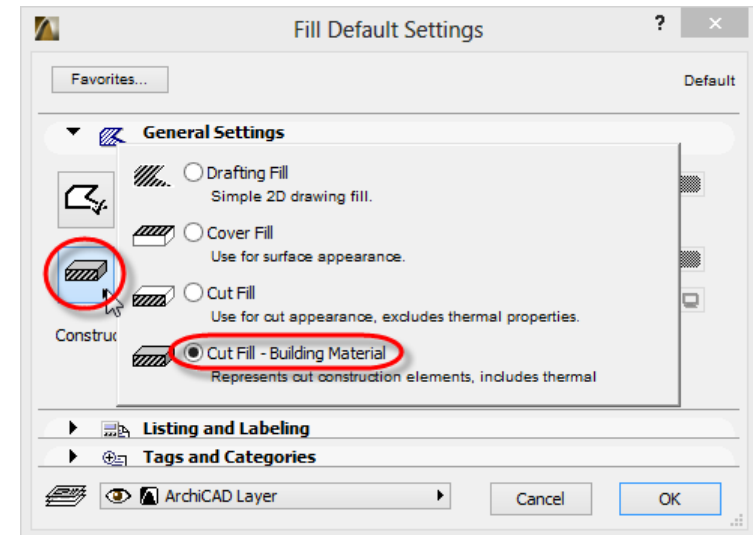 Fill Default Settings
?
Favorites...
Default
General Settings
Drafting Fill
Simple 2D drawing fill.
Cover Fill
Use for surface appearance.
Cut Fill
Use for cut appearance, excludes thermal properties.
Construc
Cut Fill - Building Material
Represents cut construction elements, includes thermal
Listing and Labeling
Tags and Categories
ArchiCAD Layer
Cancel
OK